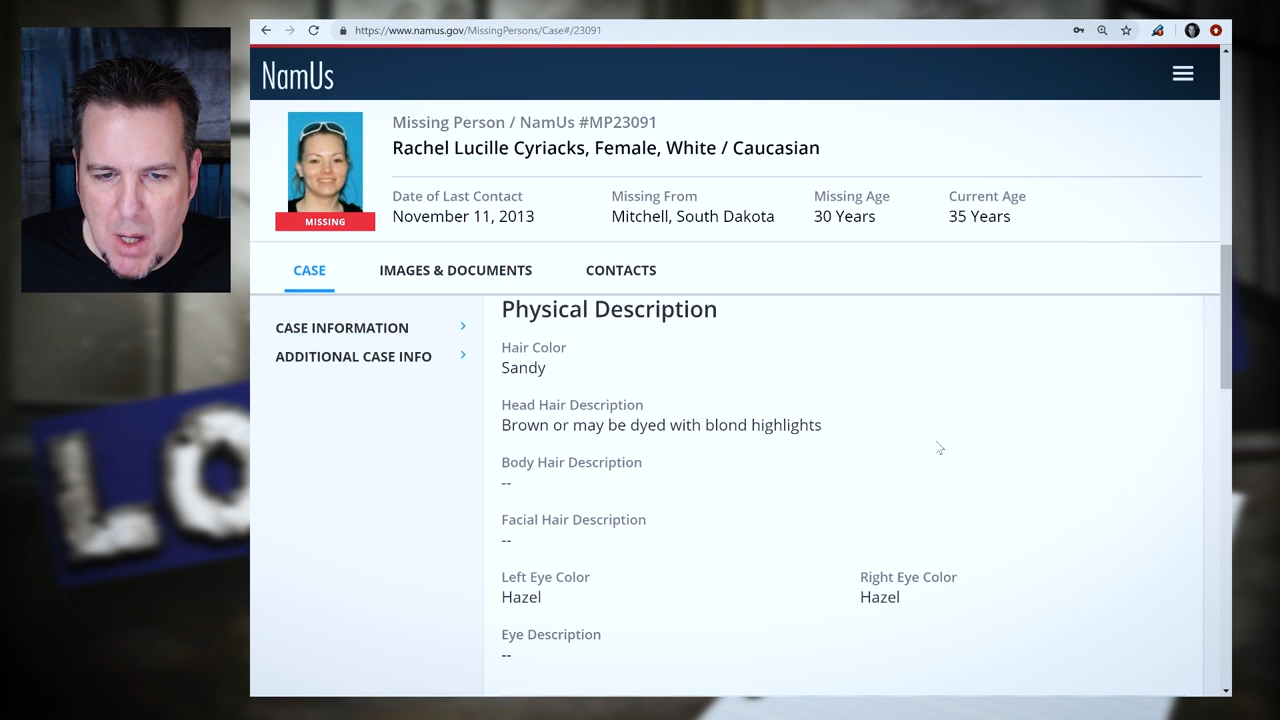 https://www.namus.gov/MissingPersons/Case#/23091
NamUs
Missing Person / NamUs #MP23091
Rachel Lucille Cyriacks, Female, White / Caucasian
Date of Last Contact
November 11, 2013
Missing From
Mitchell, South Dakota
Missing Age
30 Years
Current Age
35 Years
MISSING
CASE
IMAGES & DOCUMENTS
CONTACTS
CASE INFORMATION
ADDITIONAL CASE INFO
Physical Description
Hair Color
Sandy
Head Hair Description
Brown or may be dyed with blond highlights
Body Hair Description
--
Facial Hair Description
--
Left Eye Color
Hazel
Right Eye Color
Hazel
Eye Description
--
LO